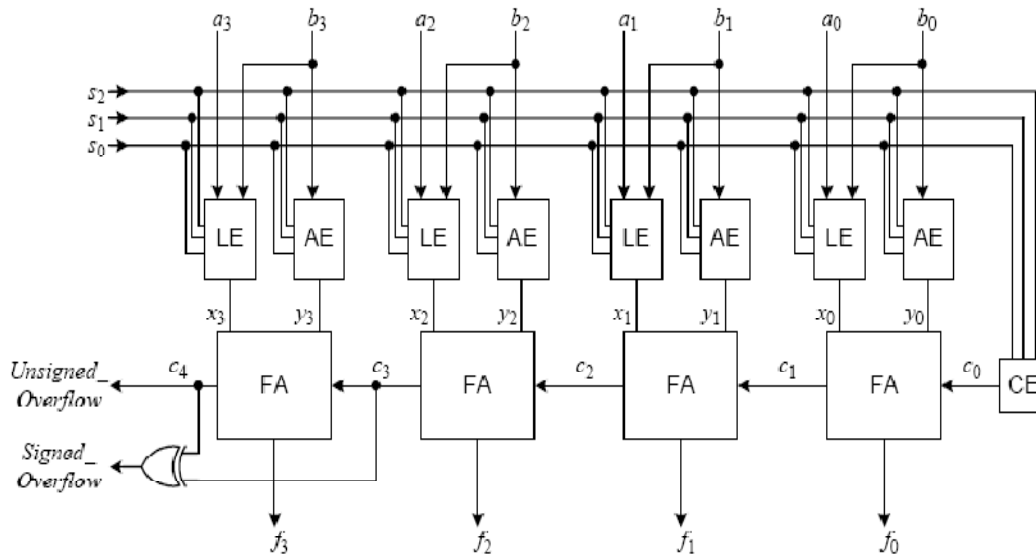 a₃ b₃ a₂ b₂ a₁ b₁ a₀ b₀
s₂
s₁
s₀
LE AE LE AE LE AE LE AE
x₃ y₃ x₂ y₂ x₁ y₁ x₀ y₀
Unsigned_
Overflow
c₄ FA c₃ FA c₂ FA c₁ FA c₀ CE
Signed_
Overflow
f₃ f₂ f₁ f₀